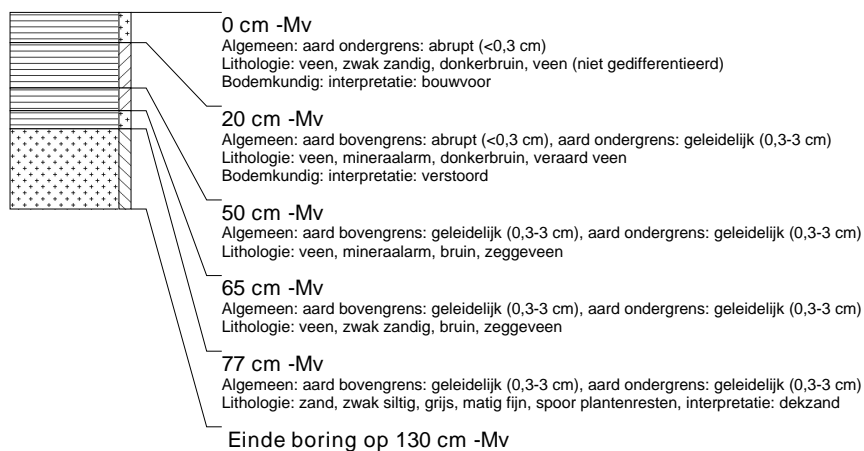 0 cm -Mv
Algemeen: aard ondergrens: abrupt (<0,3 cm)
Lithologie: veen, zwak zandig, donkerbruin, veen (niet gedifferentieerd)
Bodemkundig: interpretatie: bouwvoor
20 cm -Mv
Algemeen: aard bovengrens: abrupt (<0,3 cm), aard ondergrens: geleidelijk (0,3-3 cm)
Lithologie: veen, mineraalarm, donkerbruin, veraard veen
Bodemkundig: interpretatie: verstoord
50 cm -Mv
Algemeen: aard bovengrens: geleidelijk (0,3-3 cm), aard ondergrens: geleidelijk (0,3-3 cm)
Lithologie: veen, mineraalarm, bruin, zeggeveen
65 cm -Mv
Algemeen: aard bovengrens: geleidelijk (0,3-3 cm), aard ondergrens: geleidelijk (0,3-3 cm)
Lithologie: veen, zwak zandig, bruin, zeggeveen
77 cm -Mv
Algemeen: aard bovengrens: geleidelijk (0,3-3 cm), aard ondergrens: geleidelijk (0,3-3 cm)
Lithologie: zand, zwak siltig, grijs, matig fijn, spoor plantenresten, interpretatie: dekzand
Einde boring op 130 cm -Mv